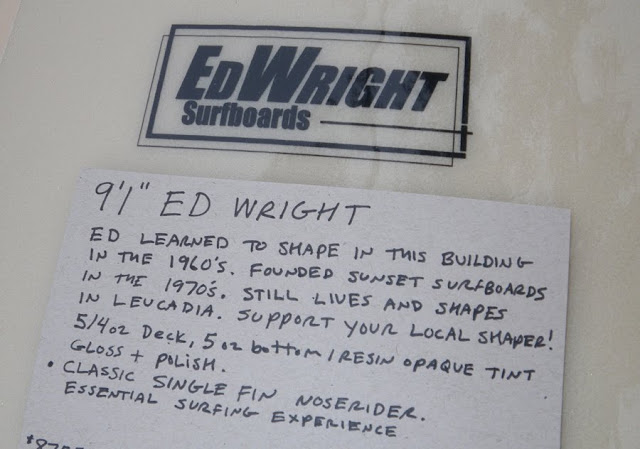 EDWRIGHT
Surfboards
9'1" ED WRIGHT
ED LEARNED TO SHAPE IN THIS BUILDING
IN THE 1960'S. FOUNDED SUNSET SURFBOARDS
IN THE 1970'S. STILL LIVES AND SHAPES
IN LEUCADIA. SUPPORT YOUR LOCAL SHAPER!
5/4oz Deck, 5 oz bottom/RESIN OPAQUE TINT
GLOSS + POLISH.
• CLASSIC SINGLE FIN NOSERIDER.
ESSENTIAL SURFING EXPERIENCE